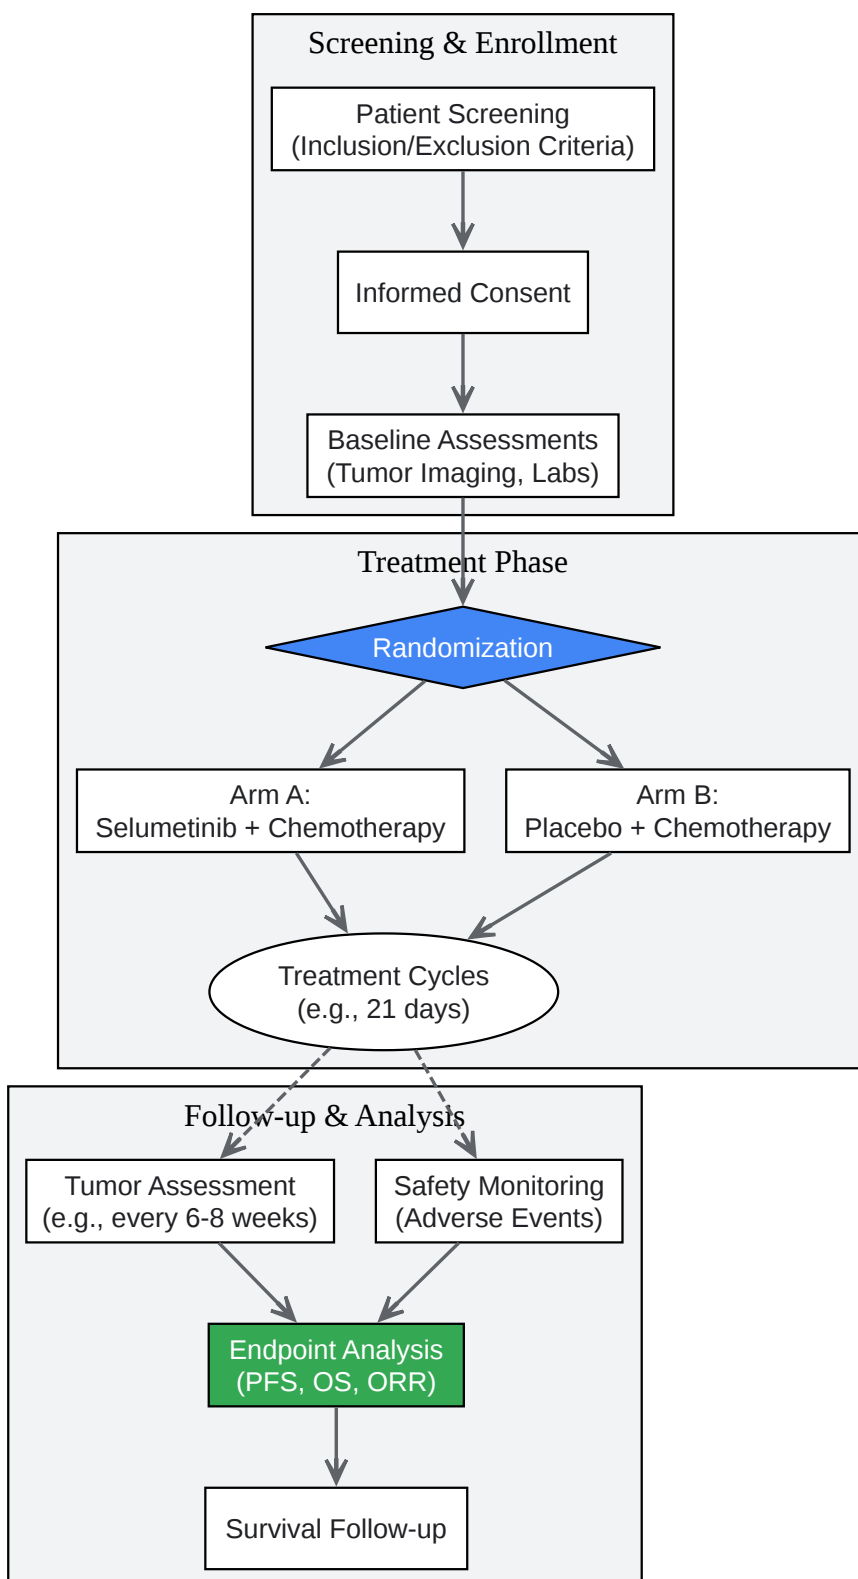 Screening & Enrollment
Patient Screening
(Inclusion/Exclusion Criteria)
Informed Consent
Baseline Assessments
(Tumor Imaging, Labs)
Treatment Phase
Randomization
Arm A:
Selumetinib + Chemotherapy
Arm B:
Placebo + Chemotherapy
Treatment Cycles
(e.g., 21 days)
Follow-up & Analysis
Tumor Assessment
(e.g., every 6-8 weeks)
Safety Monitoring
(Adverse Events)
Endpoint Analysis
(PFS, OS, ORR)
Survival Follow-up